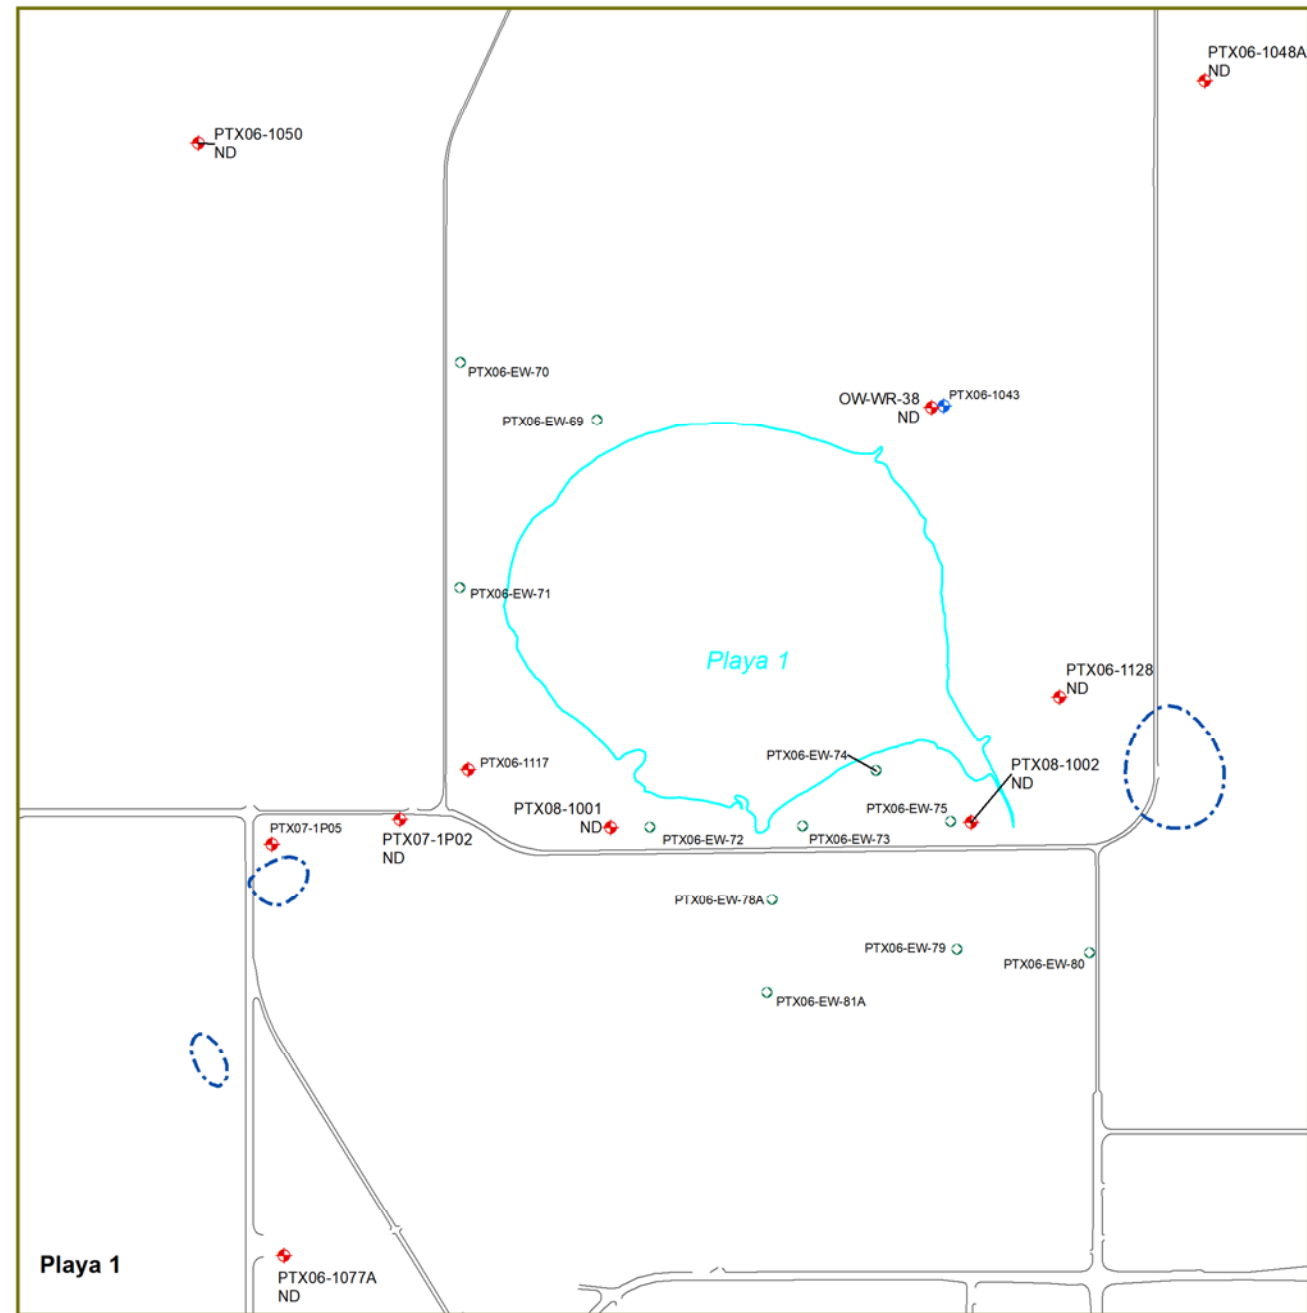 PTX06-1048A
ND
PTX06-1050
ND
PTX06-EW-70
OW-WR-38
ND
PTX06-1043
PTX06-EW-69
PTX06-EW-71
Playa 1
PTX06-1128
ND
PTX06-EW-74
PTX06-1117
PTX08-1002
ND
PTX08-1001
ND
PTX06-EW-75
PTX07-1P05
PTX07-1P02
ND
PTX06-EW-72
PTX06-EW-73
PTX06-EW-78A
PTX06-EW-79
PTX06-EW-80
PTX06-EW-81A
Playa 1
PTX06-1077A
ND